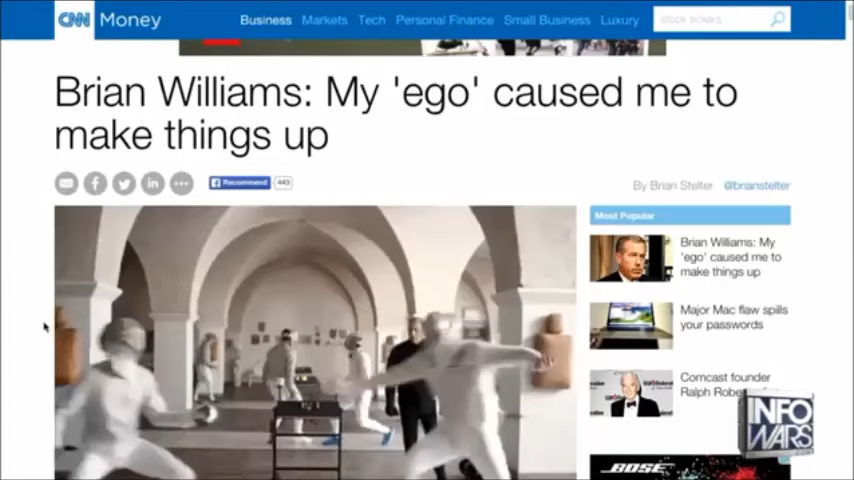 CNN Money
Business Markets Tech Personal Finance Small Business Luxury
stock tickers
Brian Williams: My 'ego' caused me to
make things up
Recommend 443
By Brian Stelter @brianstelter
Most Popular
Brian Williams: My
'ego' caused me to
make things up
Major Mac flaw spills
your passwords
Comcast founder
Ralph
BOSE
INFO
WARS